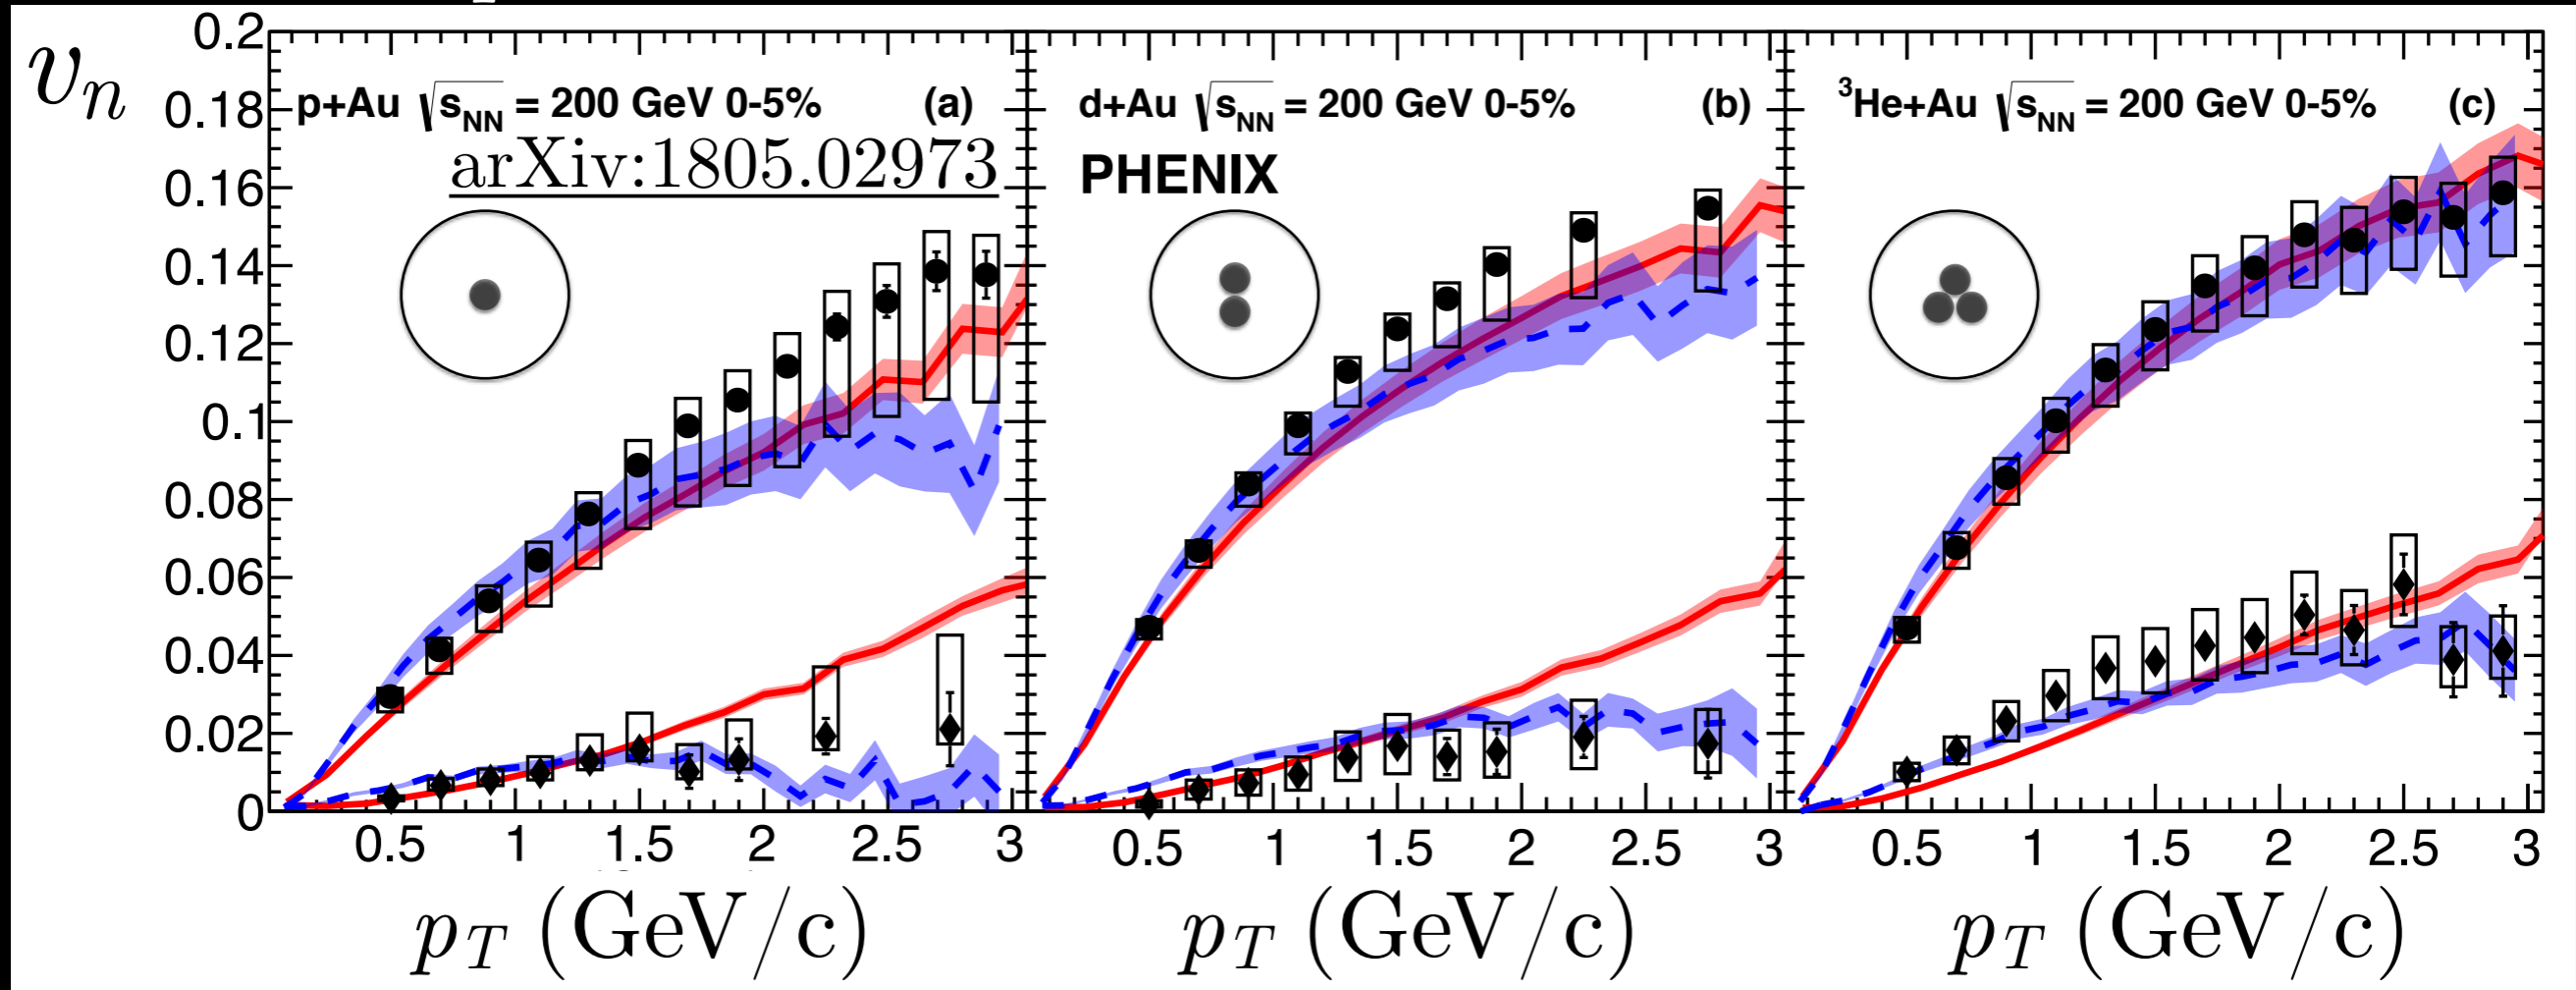 v_n
0.2
0.18
0.16
0.14
0.12
0.1
0.08
0.06
0.04
0.02
0
p+Au √s_NN = 200 GeV 0-5% (a)
arXiv:1805.02973
0.5 1 1.5 2 2.5 3
p_T (GeV/c)
d+Au √s_NN = 200 GeV 0-5% (b)
PHENIX
0.5 1 1.5 2 2.5 3
p_T (GeV/c)
³He+Au √s_NN = 200 GeV 0-5% (c)
0.5 1 1.5 2 2.5 3
p_T (GeV/c)